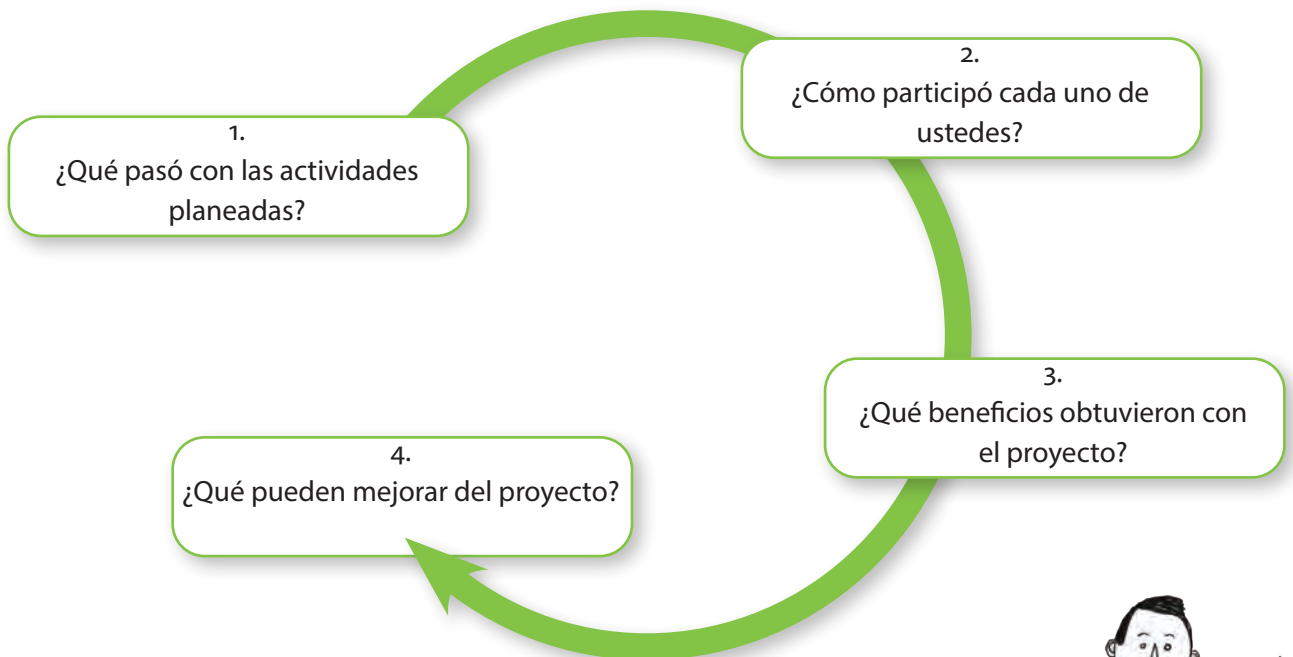 1.
¿Qué pasó con las actividades
planeadas?
2.
¿Cómo participó cada uno de
ustedes?
3.
¿Qué beneficios obtuvieron con
el proyecto?
4.
¿Qué pueden mejorar del proyecto?